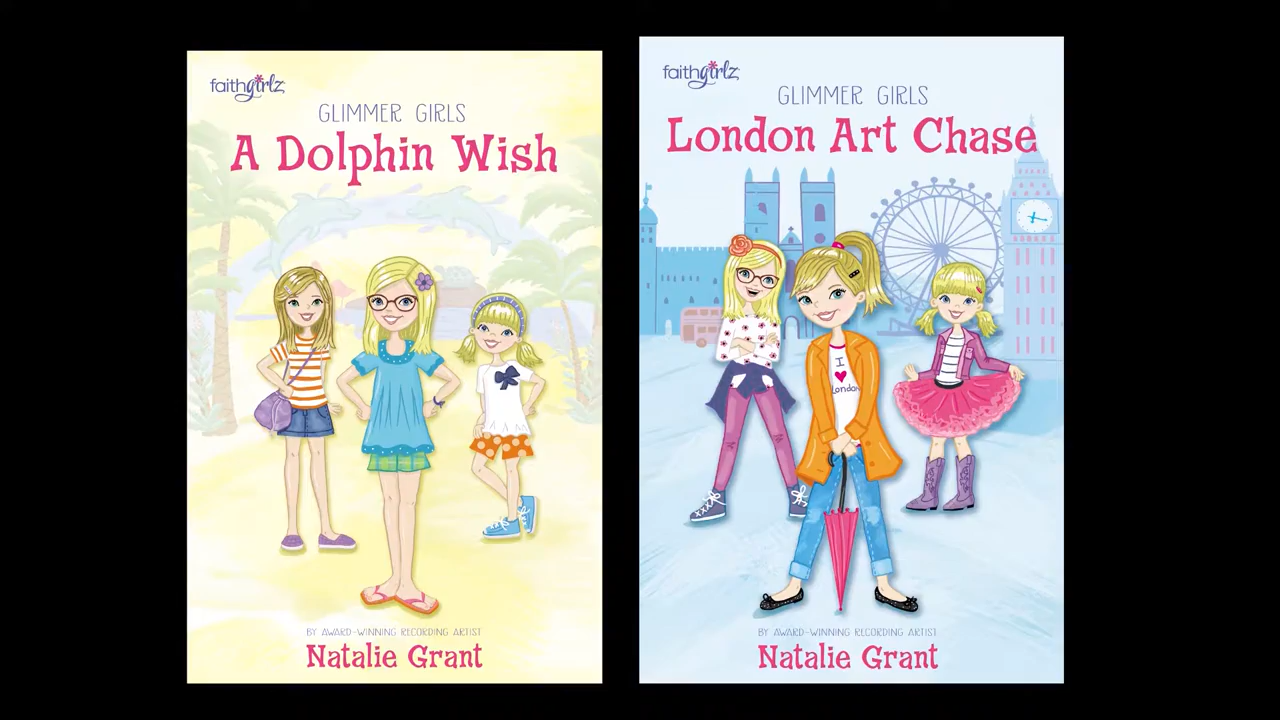 faithgirlz
GLIMMER GIRLS
A Dolphin Wish
BY AWARD-WINNING RECORDING ARTIST
Natalie Grant
faithgirlz
GLIMMER GIRLS
London Art Chase
I
London
BY AWARD-WINNING RECORDING ARTIST
Natalie Grant